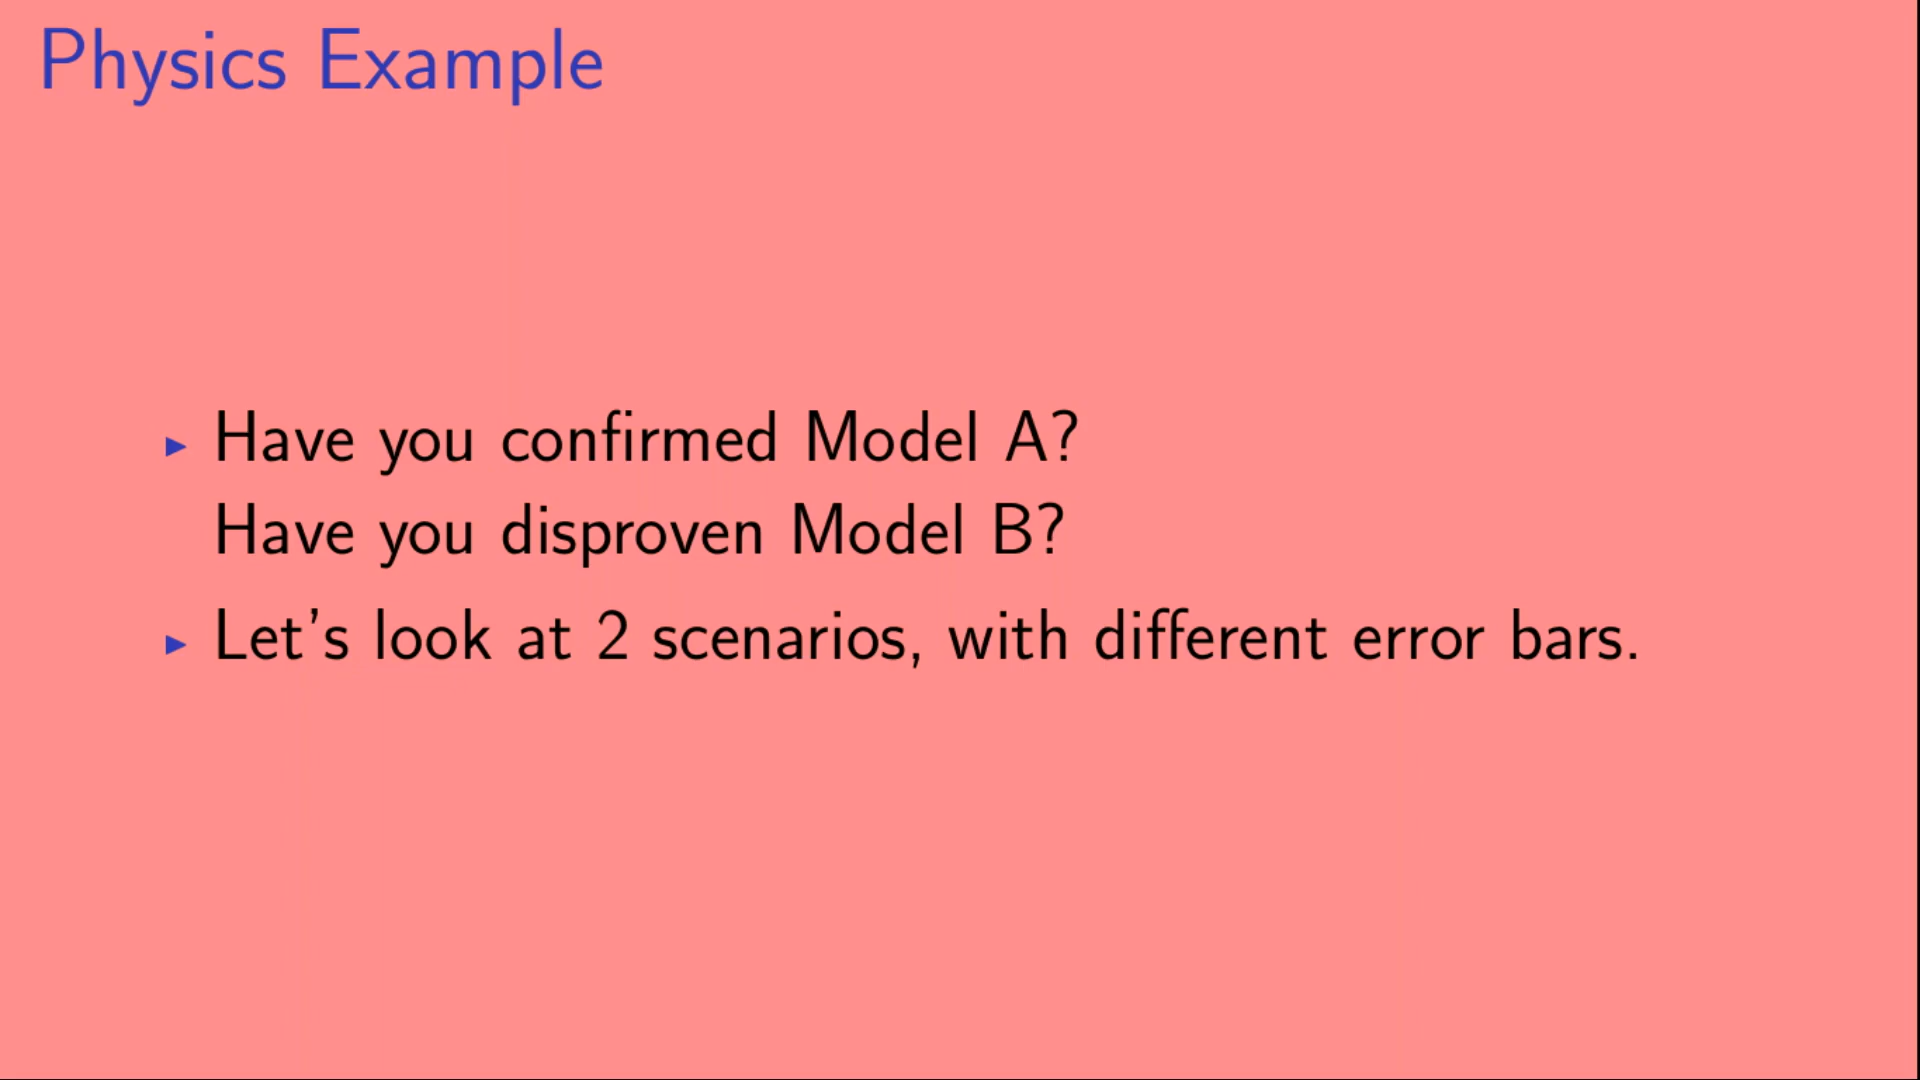 Physics Example
▶ Have you confirmed Model A?
Have you disproven Model B?
▶ Let's look at 2 scenarios, with different error bars.